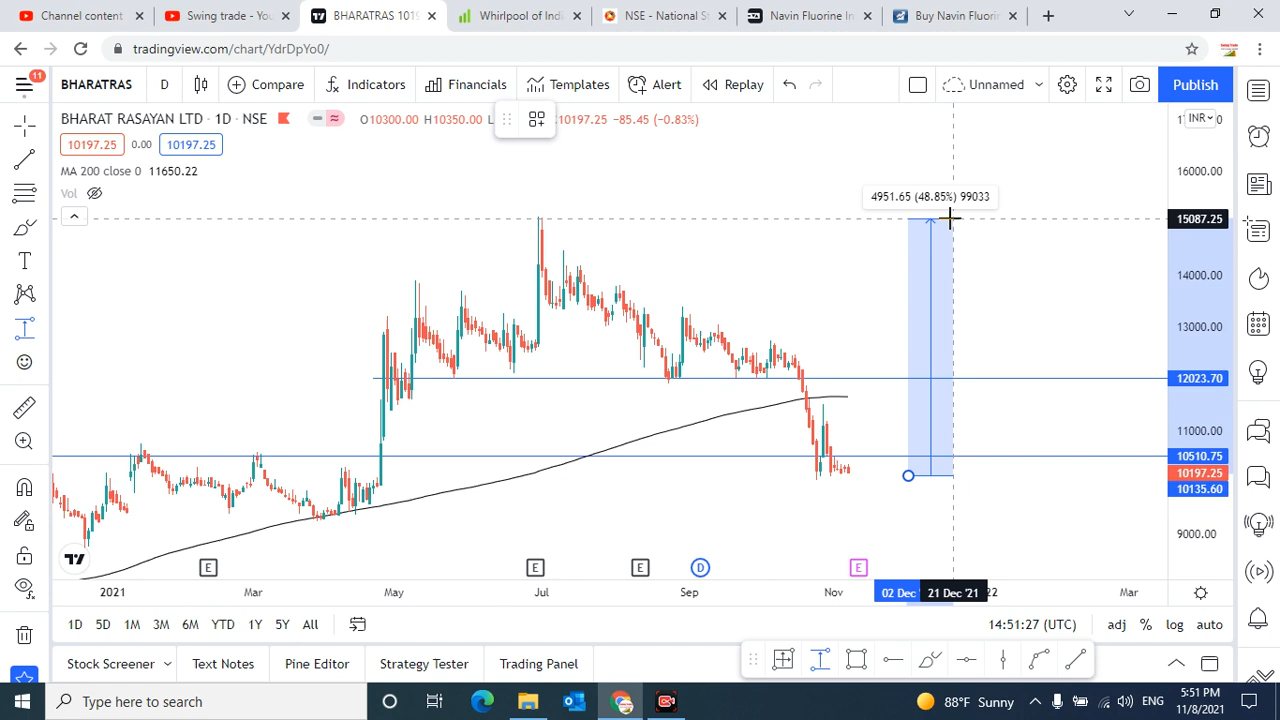 Channel content
Swing trade - You
BHARATRAS 1019
Whirlpool of Indi
NSE - National St
Navin Fluorine In
Buy Navin Fluorin
tradingview.com/chart/YdrDpYo0/
11
BHARATRAS
D
Compare
Indicators
Financials
Templates
Alert
Replay
Unnamed
Publish
BHARAT RASAYAN LTD · 1D · NSE
O10300.00 H10350.00 L 10197.25 −85.45 (−0.83%)
INR
10197.25 0.00 10197.25
MA 200 close 0 11650.22
Vol
16000.00
4951.65 (48.85%) 99033
15087.25
14000.00
13000.00
12023.70
11000.00
10510.75
10197.25
10135.60
9000.00
E E E D E
2021 Mar May Jul Sep Nov 02 Dec 21 Dec '21 22 Mar
1D 5D 1M 3M 6M YTD 1Y 5Y All
14:51:27 (UTC) adj % log auto
Stock Screener Text Notes Pine Editor Strategy Tester Trading Panel
Type here to search
88°F Sunny
ENG
5:51 PM
11/8/2021